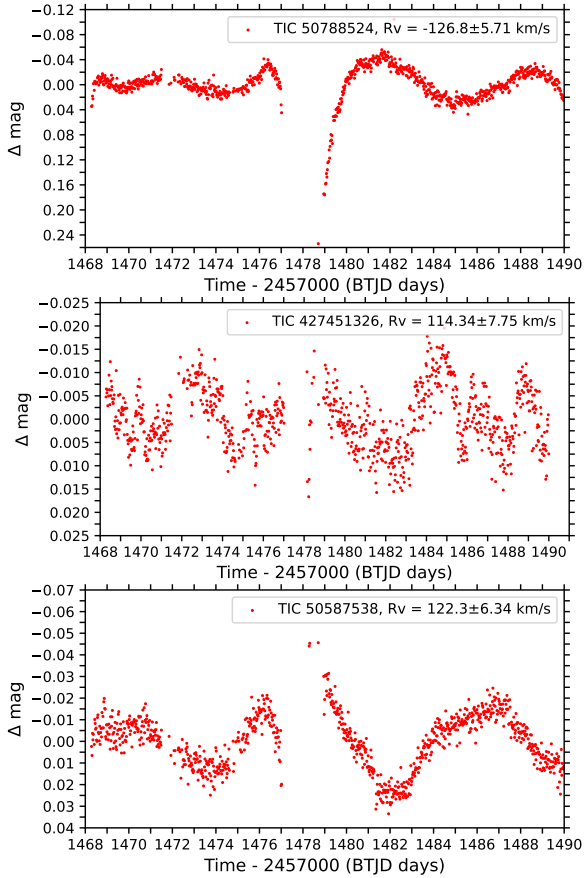 TIC 50788524, Rv = -126.8±5.71 km/s
−0.12
−0.08
−0.04
0.00
0.04
0.08
0.12
0.16
0.20
0.24
Δ mag
1468 1470 1472 1474 1476 1478 1480 1482 1484 1486 1488 1490
Time - 2457000 (BTJD days)
TIC 427451326, Rv = 114.34±7.75 km/s
−0.025
−0.020
−0.015
−0.010
−0.005
0.000
0.005
0.010
0.015
0.020
0.025
Δ mag
1468 1470 1472 1474 1476 1478 1480 1482 1484 1486 1488 1490
Time - 2457000 (BTJD days)
TIC 50587538, Rv = 122.3±6.34 km/s
−0.07
−0.06
−0.05
−0.04
−0.03
−0.02
−0.01
0.00
0.01
0.02
0.03
0.04
Δ mag
1468 1470 1472 1474 1476 1478 1480 1482 1484 1486 1488 1490
Time - 2457000 (BTJD days)